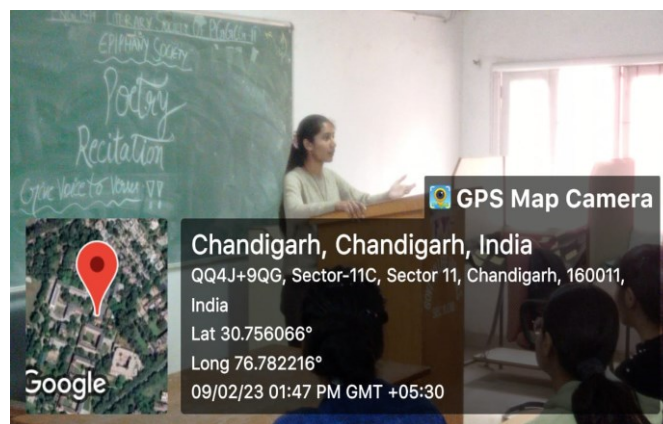 EPIPHANY SOCIETY
Poetry
Recitation
Give Voice to Verses !!
GPS Map Camera
Chandigarh, Chandigarh, India
QQ4J+9QG, Sector-11C, Sector 11, Chandigarh, 160011,
India
Lat 30.756066°
Long 76.782216°
09/02/23 01:47 PM GMT +05:30
Google